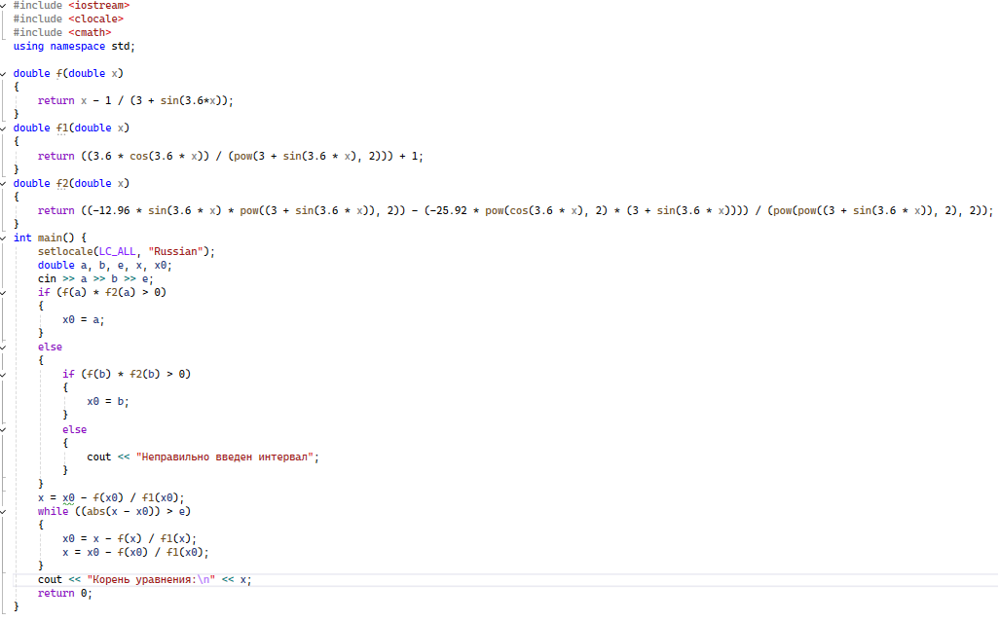 #include <iostream>
#include <clocale>
#include <cmath>
using namespace std;

double f(double x)
{
    return x - 1 / (3 + sin(3.6*x));
}
double f1(double x)
{
    return ((3.6 * cos(3.6 * x)) / (pow(3 + sin(3.6 * x), 2))) + 1;
}
double f2(double x)
{
    return ((-12.96 * sin(3.6 * x) * pow((3 + sin(3.6 * x)), 2)) - (-25.92 * pow(cos(3.6 * x), 2) * (3 + sin(3.6 * x)))) / (pow(pow((3 + sin(3.6 * x)), 2), 2));
}
int main() {
    setlocale(LC_ALL, "Russian");
    double a, b, e, x, x0;
    cin >> a >> b >> e;
    if (f(a) * f2(a) > 0)
    {
        x0 = a;
    }
    else
    {
        if (f(b) * f2(b) > 0)
        {
            x0 = b;
        }
        else
        {
            cout << "Неправильно введен интервал";
        }
    }
    x = x0 - f(x0) / f1(x0);
    while ((abs(x - x0)) > e)
    {
        x0 = x - f(x) / f1(x);
        x = x0 - f(x0) / f1(x0);
    }
    cout << "Корень уравнения:\n" << x;
    return 0;
}